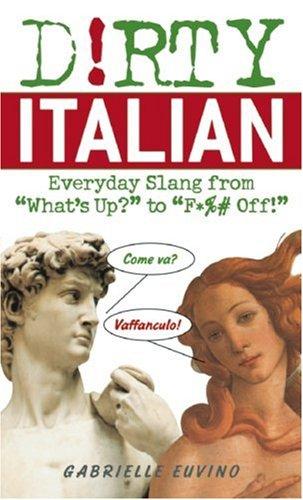 D!RTY
ITALIAN
Everyday Slang from
“What's Up?” to “F*%# Off!”
Come va?
Vaffanculo!
GABRIELLE EUVINO